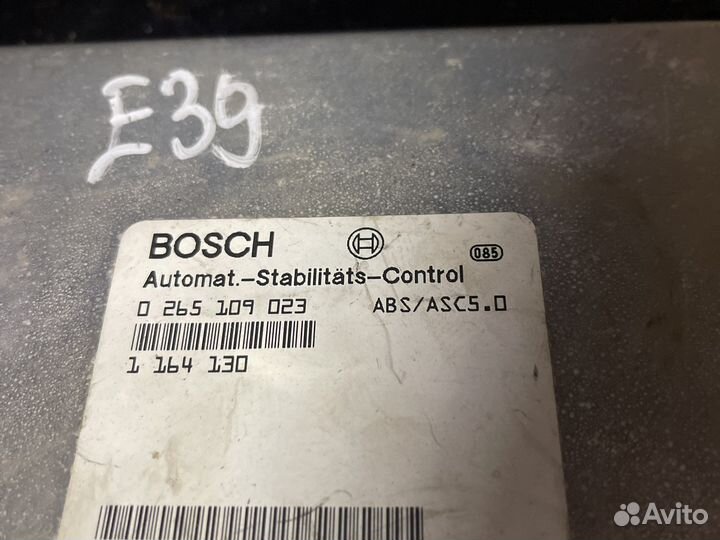 E39
BOSCH
085
Automat.-Stabilitäts-Control
0 265 109 023 ABS/ASC5.0
1 164 130
Avito